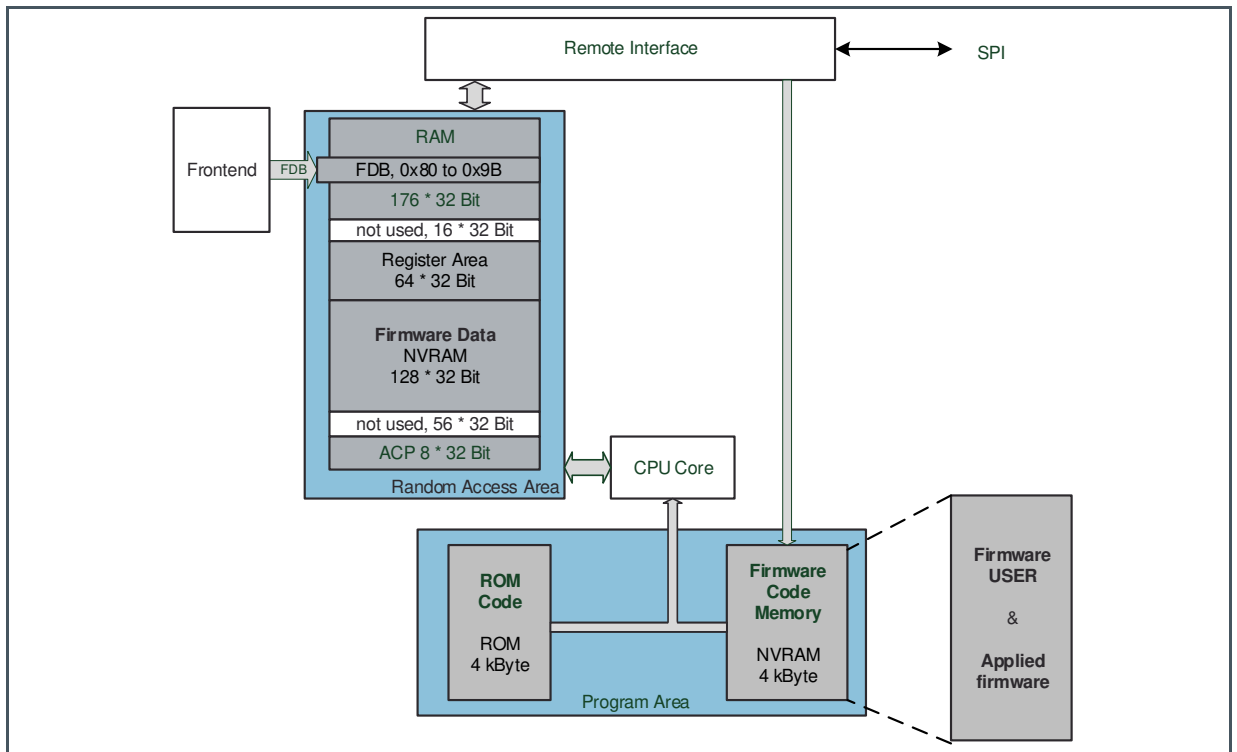 Remote Interface
SPI
Frontend
FDB
RAM
FDB, 0x80 to 0x9B
176 * 32 Bit
not used, 16 * 32 Bit
Register Area
64 * 32 Bit
Firmware Data
NVRAM
128 * 32 Bit
not used, 56 * 32 Bit
ACP 8 * 32 Bit
Random Access Area
CPU Core
ROM
Code
ROM
4 kByte
Firmware
Code
Memory
NVRAM
4 kByte
Program Area
Firmware
USER
&
Applied
firmware